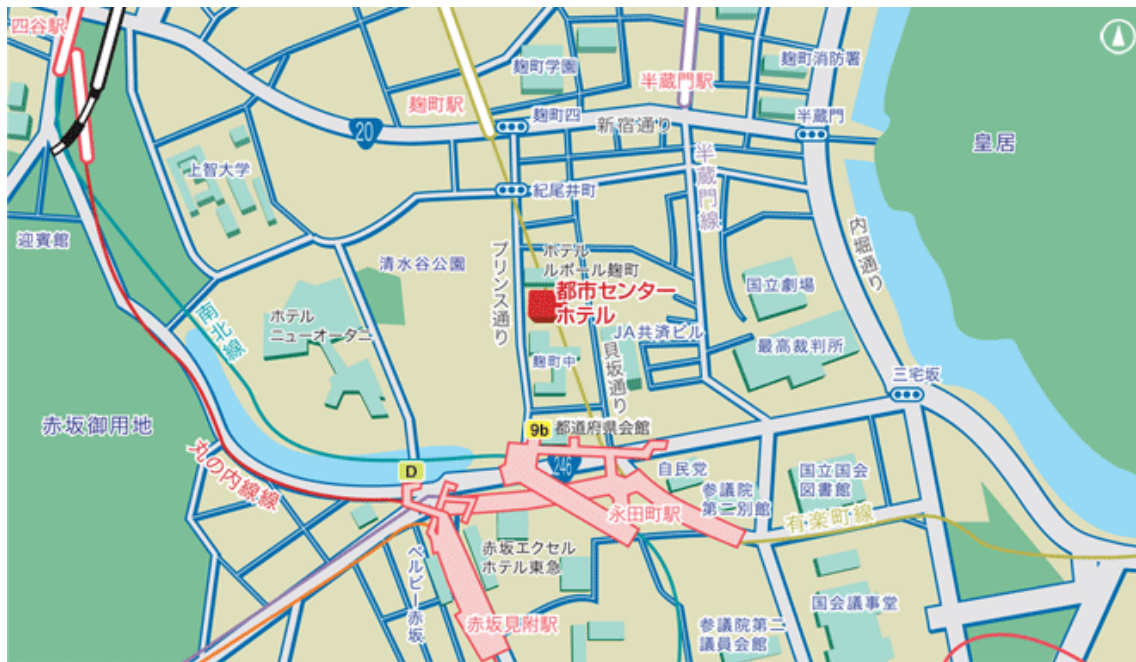 四谷駅
麹町学園
半蔵門駅
麹町消防署
麹町駅
麹町四
新宿通り
半蔵門
20
皇居
上智大学
半蔵門線
紀尾井町
迎賓館
清水谷公園
プリンス通り
ホテル
ルポール麹町
内堀通り
都市センター
ホテル
国立劇場
南北線
ホテル
ニューオータニ
JA共済ビル
最高裁判所
麹町中
貝坂通り
三宅坂
赤坂御用地
9b
都道府県会館
246
丸の内線線
D
自民党
参議院
第二別館
国立国会
図書館
永田町駅
有楽町線
赤坂エクセル
ホテル東急
ベルビー赤坂
赤坂見附駅
国会議事堂
参議院第二
議員会館